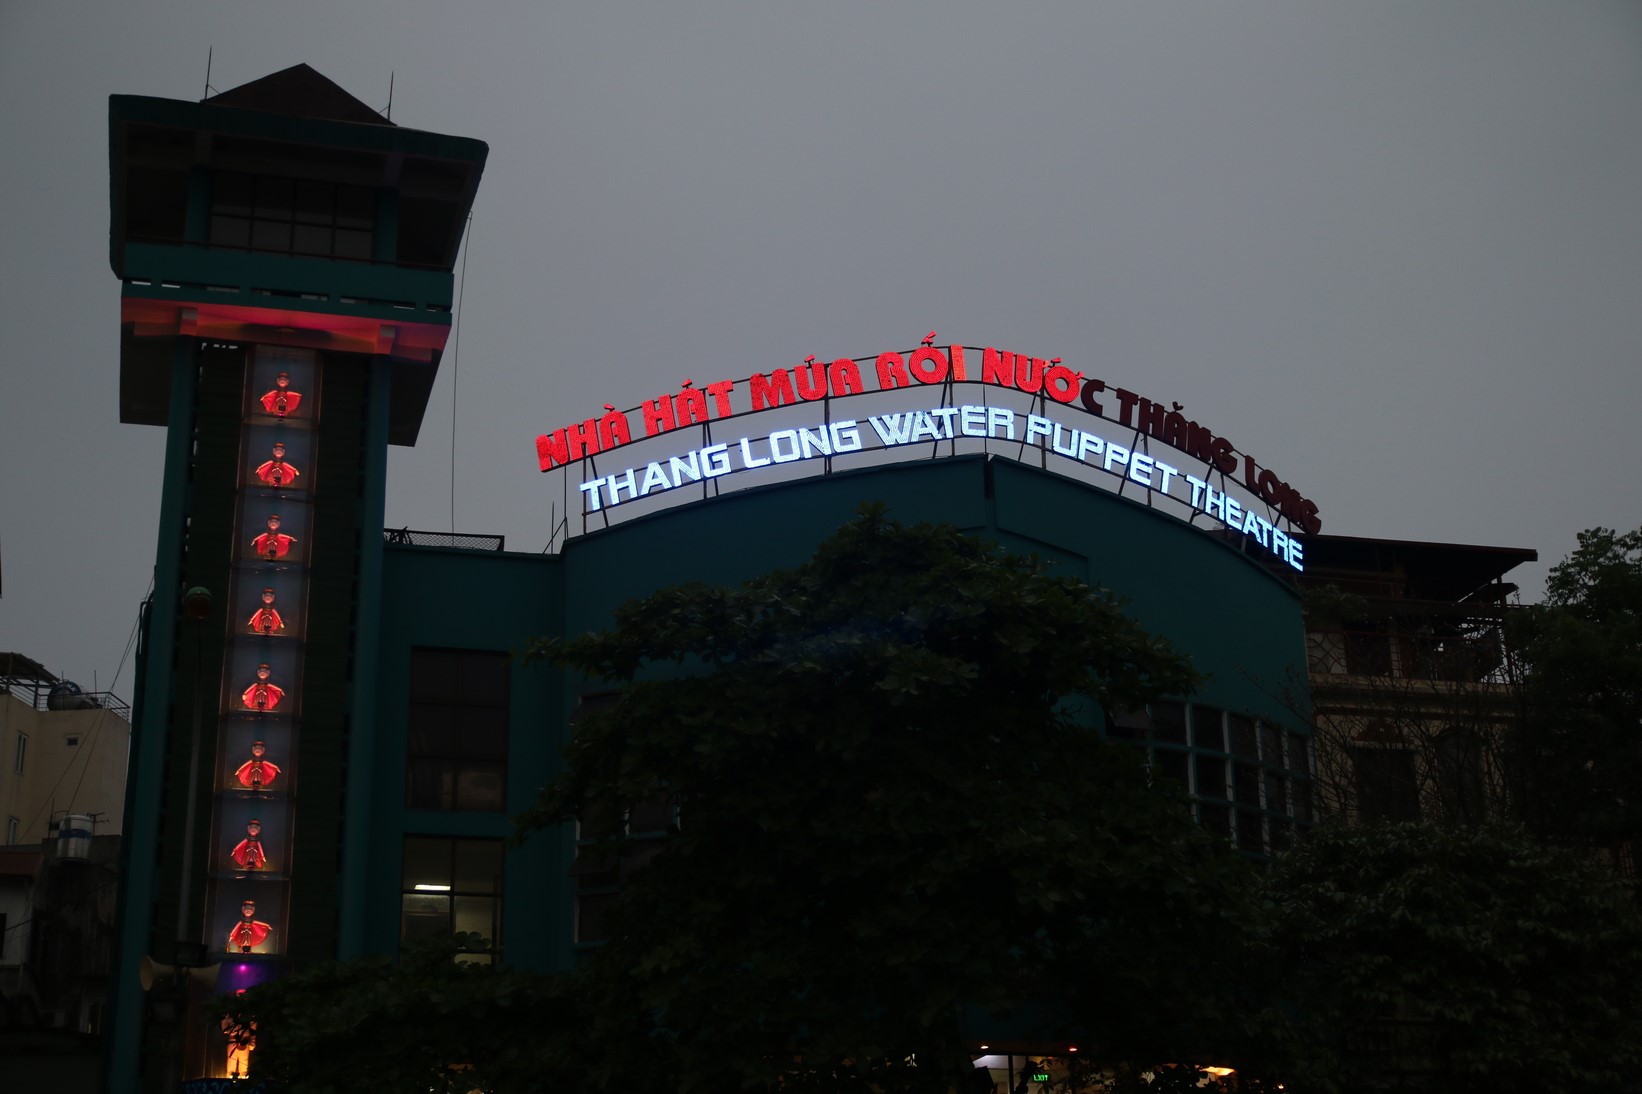 NHÀ HÁT MÚA RỐI NƯỚC THĂNG LONG
THANG LONG WATER PUPPET THEATRE